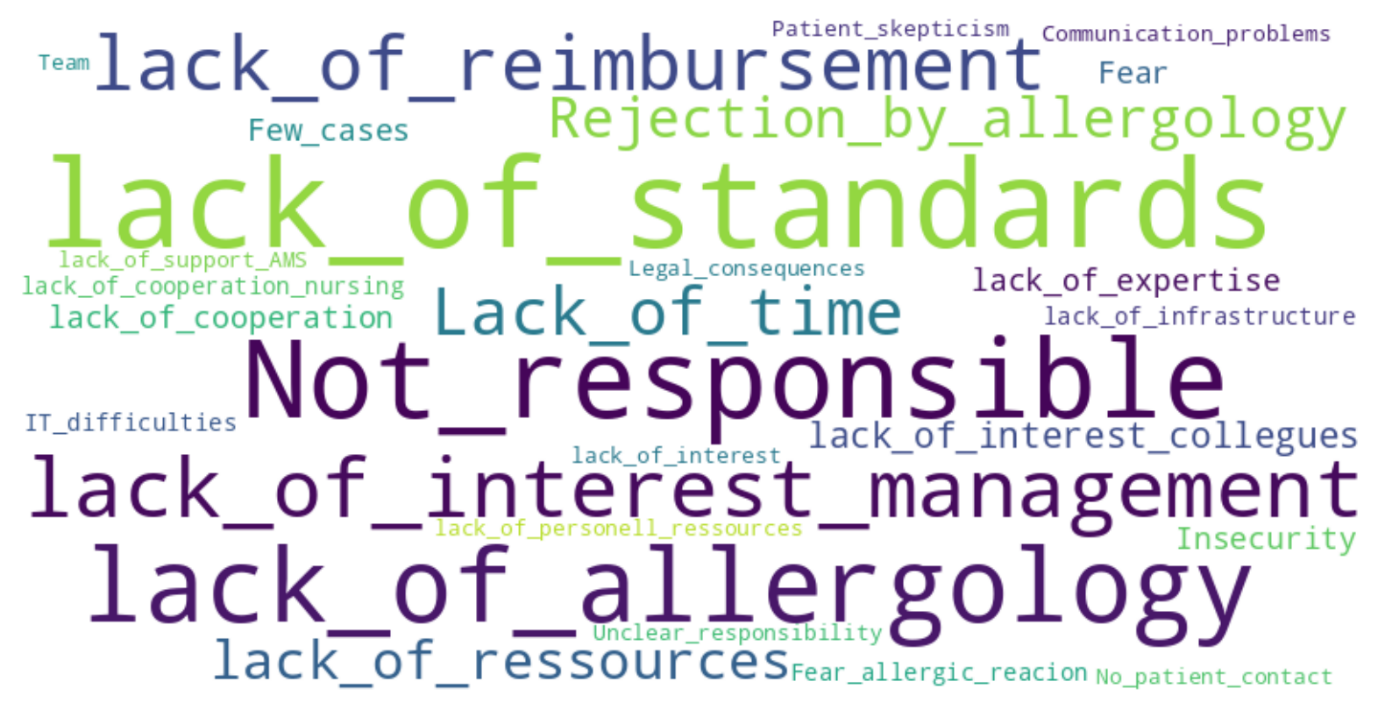 Patient_skepticism
Communication_problems
Team
lack_of_reimbursement
Fear
Few_cases
Rejection_by_allergology
lack_of_standards
lack_of_support_AMS
Legal_consequences
lack_of_cooperation_nursing
lack_of_expertise
lack_of_cooperation
Lack_of_time
lack_of_infrastructure
Not_responsible
IT_difficulties
lack_of_interest_collegues
lack_of_interest
lack_of_interest_management
lack_of_personell_ressources
Insecurity
lack_of_allergology
Unclear_responsibility
lack_of_ressources
Fear_allergic_reacion
No_patient_contact